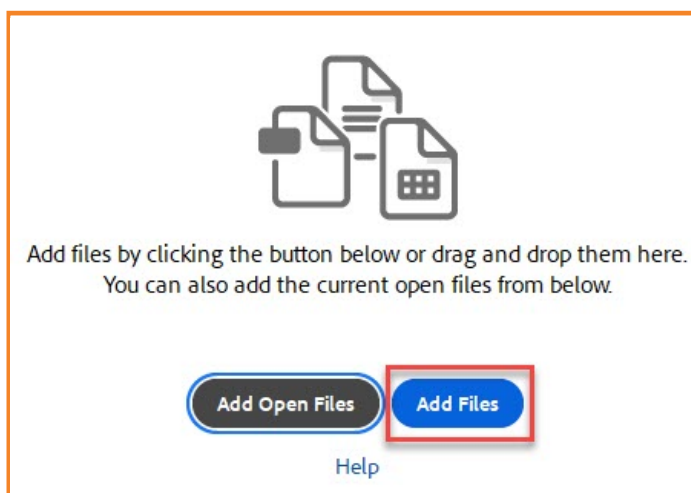 Add files by clicking the button below or drag and drop them here.
You can also add the current open files from below.
Add Open Files
Add Files
Help